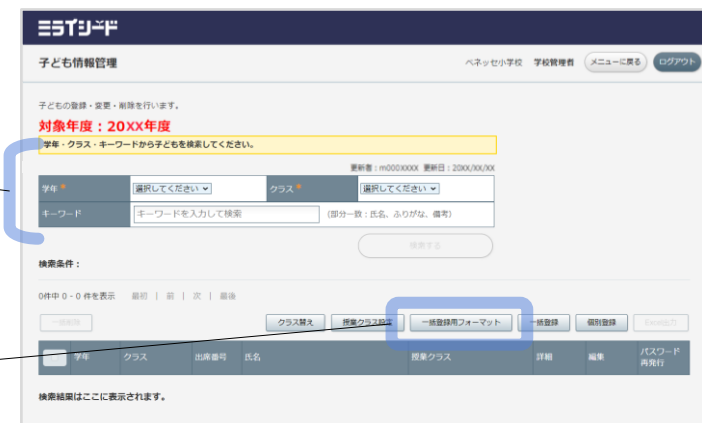 ミライシード
子ども情報管理 ベネッセ小学校 学校管理者 メニューに戻る ログアウト
子どもの登録・変更・削除を行います。
対象年度：20XX年度
学年・クラス・キーワードから子どもを検索してください。
更新者：m000XXXX 更新日：20XX/XX/XX
学年* 選択してください クラス* 選択してください
キーワード キーワードを入力して検索 (部分一致：氏名、ふりがな、備考)
検索する
検索条件：
0件中 0 - 0 件を表示 最初 | 前 | 次 | 最後
一括削除 クラス替え 授業クラス設定 一括登録用フォーマット 一括登録 個別登録 Excel出力
学年 クラス 出席番号 氏名 授業クラス 詳細 編集 パスワード
再発行
検索結果はここに表示されます。